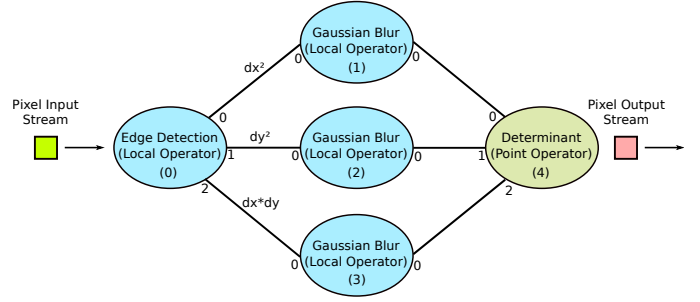 Pixel Input
Stream
Edge Detection
(Local Operator)
(0)
0
1
2
dx²
dy²
dx*dy
0
Gaussian Blur
(Local Operator)
(1)
0
0
Gaussian Blur
(Local Operator)
(2)
0
0
Gaussian Blur
(Local Operator)
(3)
0
0
1
2
Determinant
(Point Operator)
(4)
Pixel Output
Stream